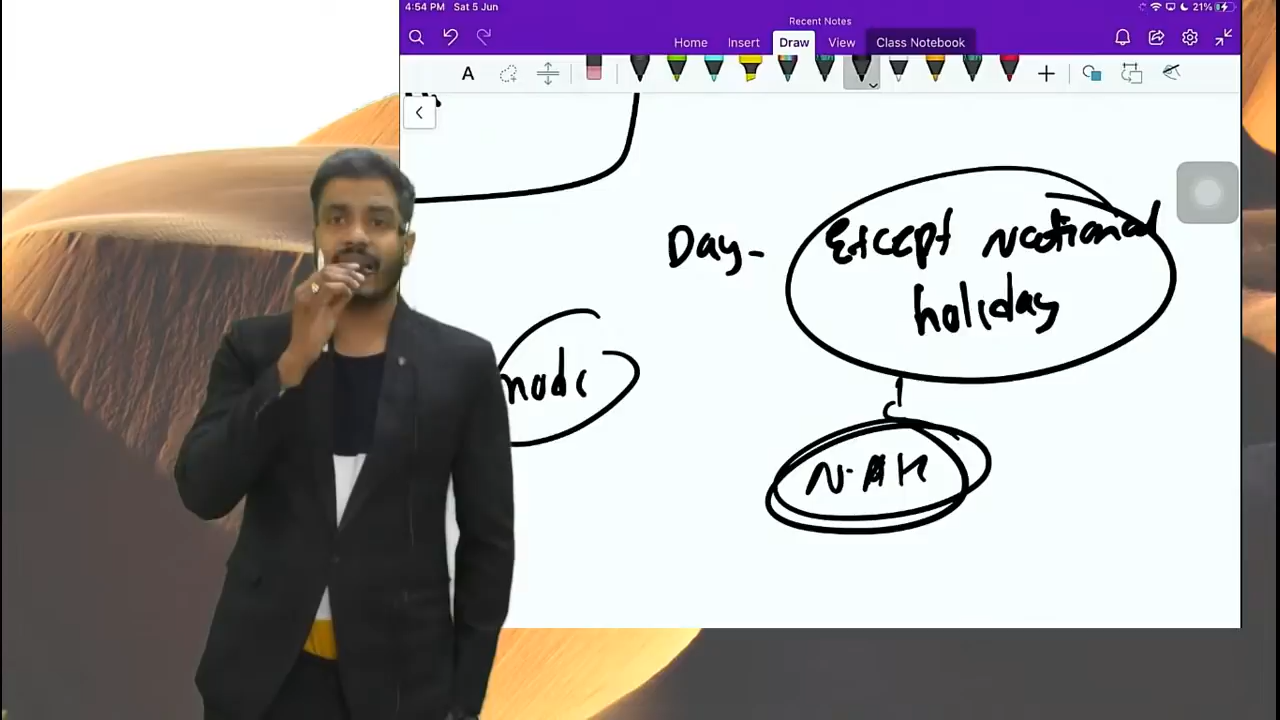 4:54 PM Sat 5 Jun
21%
Recent Notes
Home Insert Draw View Class Notebook
A
Day- Except national
holiday
mode